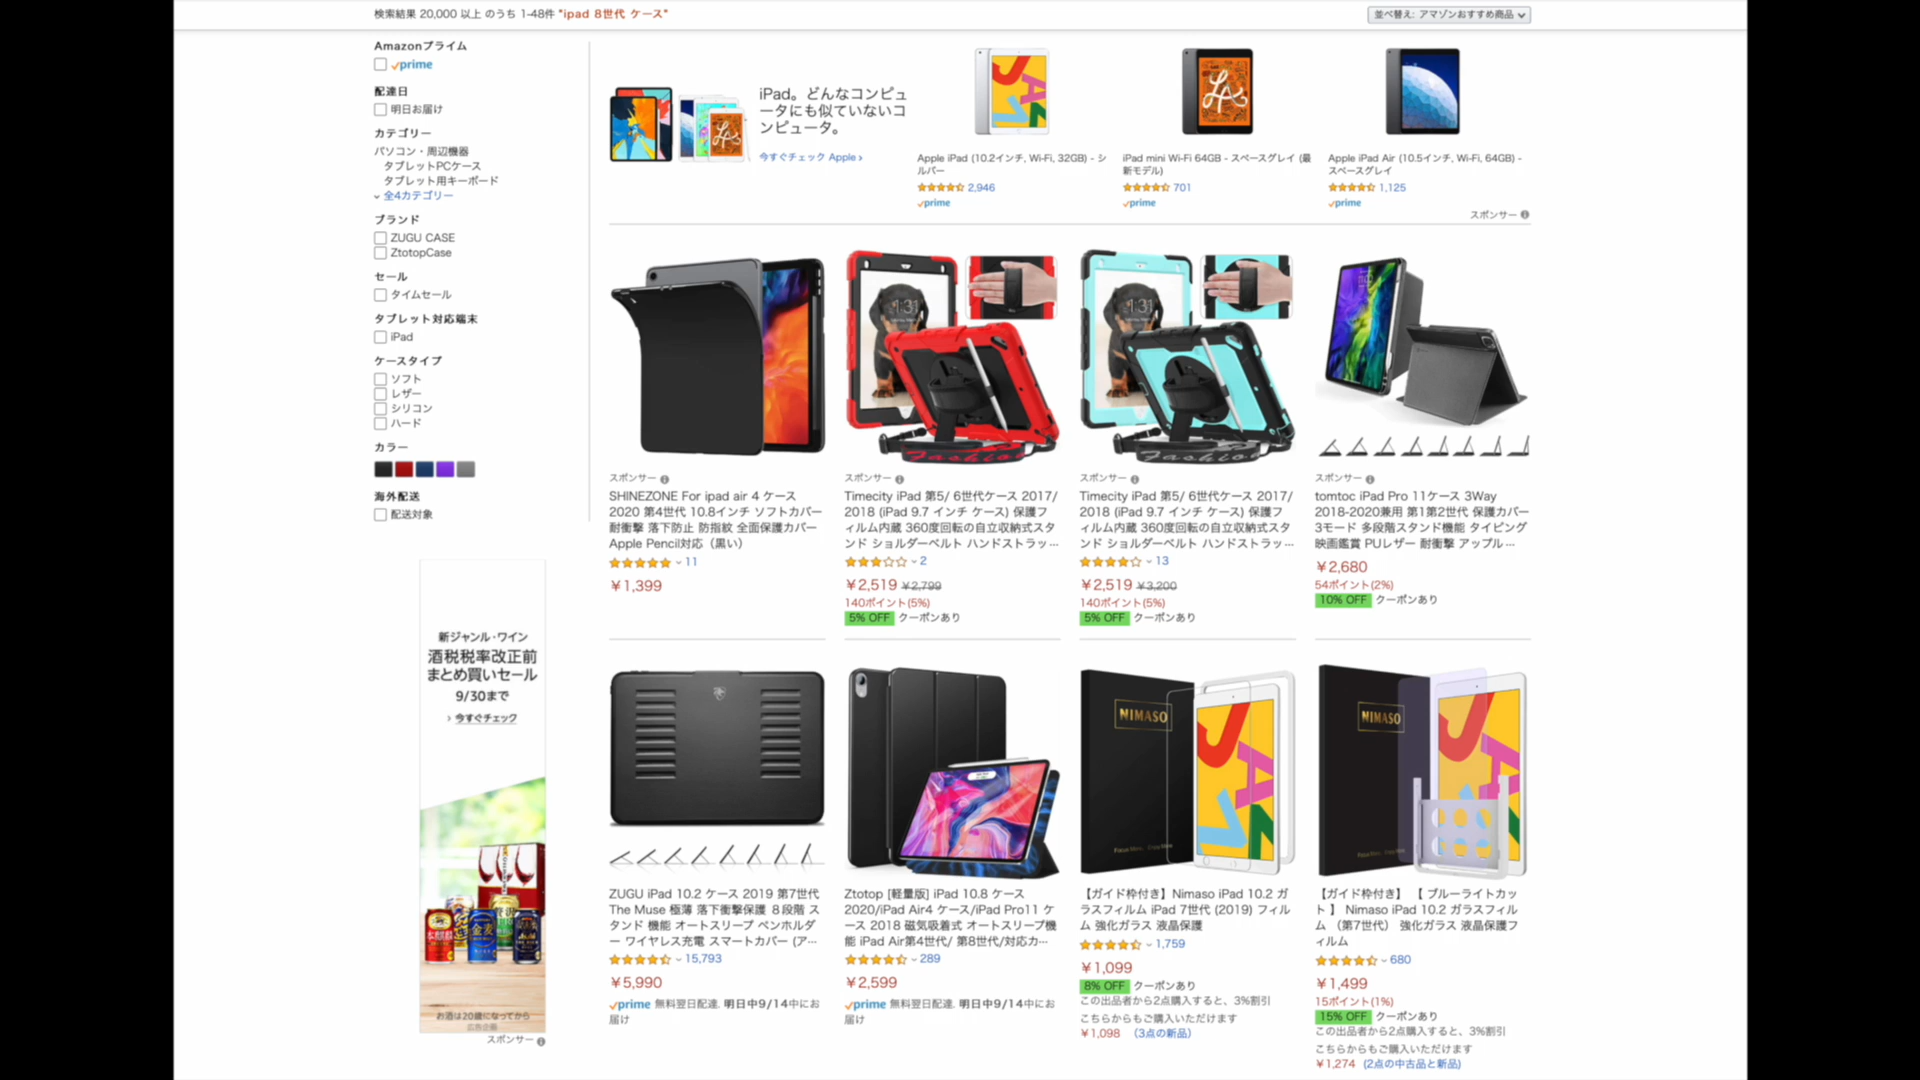 検索結果 20,000 以上 のうち 1-48件 "ipad 8世代 ケース"
並べ替え: アマゾンおすすめ商品
Amazonプライム
prime
配達日
明日お届け
カテゴリー
パソコン・周辺機器
タブレットPCケース
タブレット用キーボード
全4カテゴリー
ブランド
ZUGU CASE
ZtotopCase
セール
タイムセール
タブレット対応端末
iPad
ケースタイプ
ソフト
レザー
シリコン
ハード
カラー
海外配送
配送対象
新ジャンル・ワイン
酒税税率改正前
まとめ買いセール
9/30まで
› 今すぐチェック
お酒は20歳になってから
広告企画
スポンサー
iPad。どんなコンピュ
ータにも似ていないコ
ンピュータ。
今すぐチェック Apple ›
Apple iPad (10.2インチ, Wi-Fi, 32GB) - シ
ルバー
2,946
prime
iPad mini Wi-Fi 64GB - スペースグレイ (最
新モデル)
701
prime
Apple iPad Air (10.5インチ, Wi-Fi, 64GB) -
スペースグレイ
1,125
prime
スポンサー
スポンサー
SHINEZONE For ipad air 4 ケース
2020 第4世代 10.8インチ ソフトカバー
耐衝撃 落下防止 防指紋 全面保護カバー
Apple Pencil対応（黒い）
11
￥1,399
1:31
Fashion
スポンサー
Timecity iPad 第5/ 6世代ケース 2017/
2018 (iPad 9.7 インチ ケース) 保護フ
ィルム内蔵 360度回転の自立収納式スタ
ンド ショルダーベルト ハンドストラッ…
2
￥2,519 ￥2,799
140ポイント(5%)
5% OFF クーポンあり
1:31
Fashion
スポンサー
Timecity iPad 第5/ 6世代ケース 2017/
2018 (iPad 9.7 インチ ケース) 保護フ
ィルム内蔵 360度回転の自立収納式スタ
ンド ショルダーベルト ハンドストラッ…
13
￥2,519 ￥3,200
140ポイント(5%)
5% OFF クーポンあり
スポンサー
tomtoc iPad Pro 11ケース 3Way
2018-2020兼用 第1第2世代 保護カバー
3モード 多段階スタンド機能 タイピング
映画鑑賞 PUレザー 耐衝撃 アップル…
￥2,680
54ポイント(2%)
10% OFF クーポンあり
ZUGU iPad 10.2 ケース 2019 第7世代
The Muse 極薄 落下衝撃保護 ８段階 ス
タンド 機能 オートスリープ ペンホルダ
ー ワイヤレス充電 スマートカバー (ア…
15,793
￥5,990
prime 無料翌日配達, 明日中9/14中にお
届け
Ztotop [軽量版] iPad 10.8 ケース
2020/iPad Air4 ケース/iPad Pro11 ケ
ース 2018 磁気吸着式 オートスリープ機
能 iPad Air第4世代/ 第8世代/対応カ…
289
￥2,599
prime 無料翌日配達, 明日中9/14中にお
届け
NIMASO
【ガイド枠付き】Nimaso iPad 10.2 ガ
ラスフィルム iPad 7世代 (2019) フィル
ム 強化ガラス 液晶保護
1,759
￥1,099
8% OFF クーポンあり
この出品者から2点購入すると、3%割引
こちらからもご購入いただけます
￥1,098 （3点の新品）
NIMASO
【ガイド枠付き】 【 ブルーライトカッ
ト 】 Nimaso iPad 10.2 ガラスフィル
ム （第7世代） 強化ガラス 液晶保護フ
ィルム
680
￥1,499
15ポイント(1%)
15% OFF クーポンあり
この出品者から2点購入すると、3%割引
こちらからもご購入いただけます
￥1,274 (2点の中古品と新品)